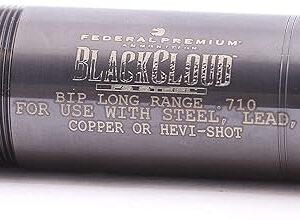 FEDERAL PREMIUM
AMMUNITION
BLACKCLOUD
BIP LONG RANGE .710
FOR USE WITH STEEL, LEAD,
COPPER OR HEVI-SHOT